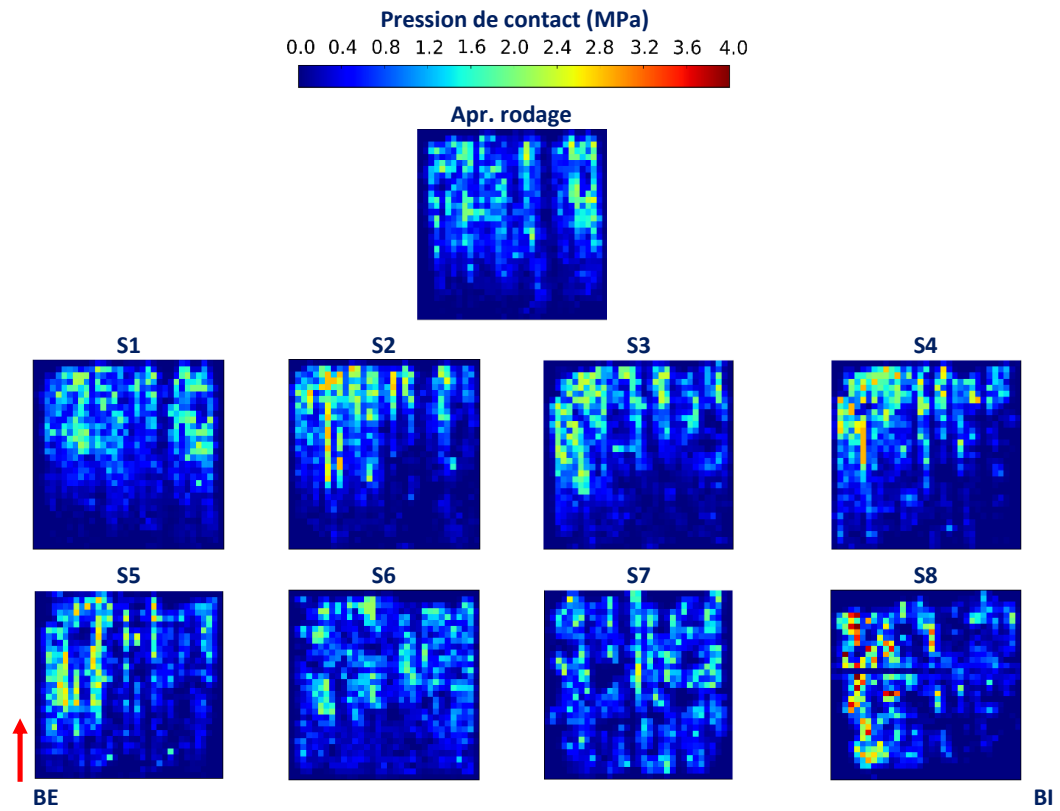 Pression de contact (MPa)
0.0 0.4 0.8 1.2 1.6 2.0 2.4 2.8 3.2 3.6 4.0
Apr. rodage
S1 S2 S3 S4
S5 S6 S7 S8
BE BI